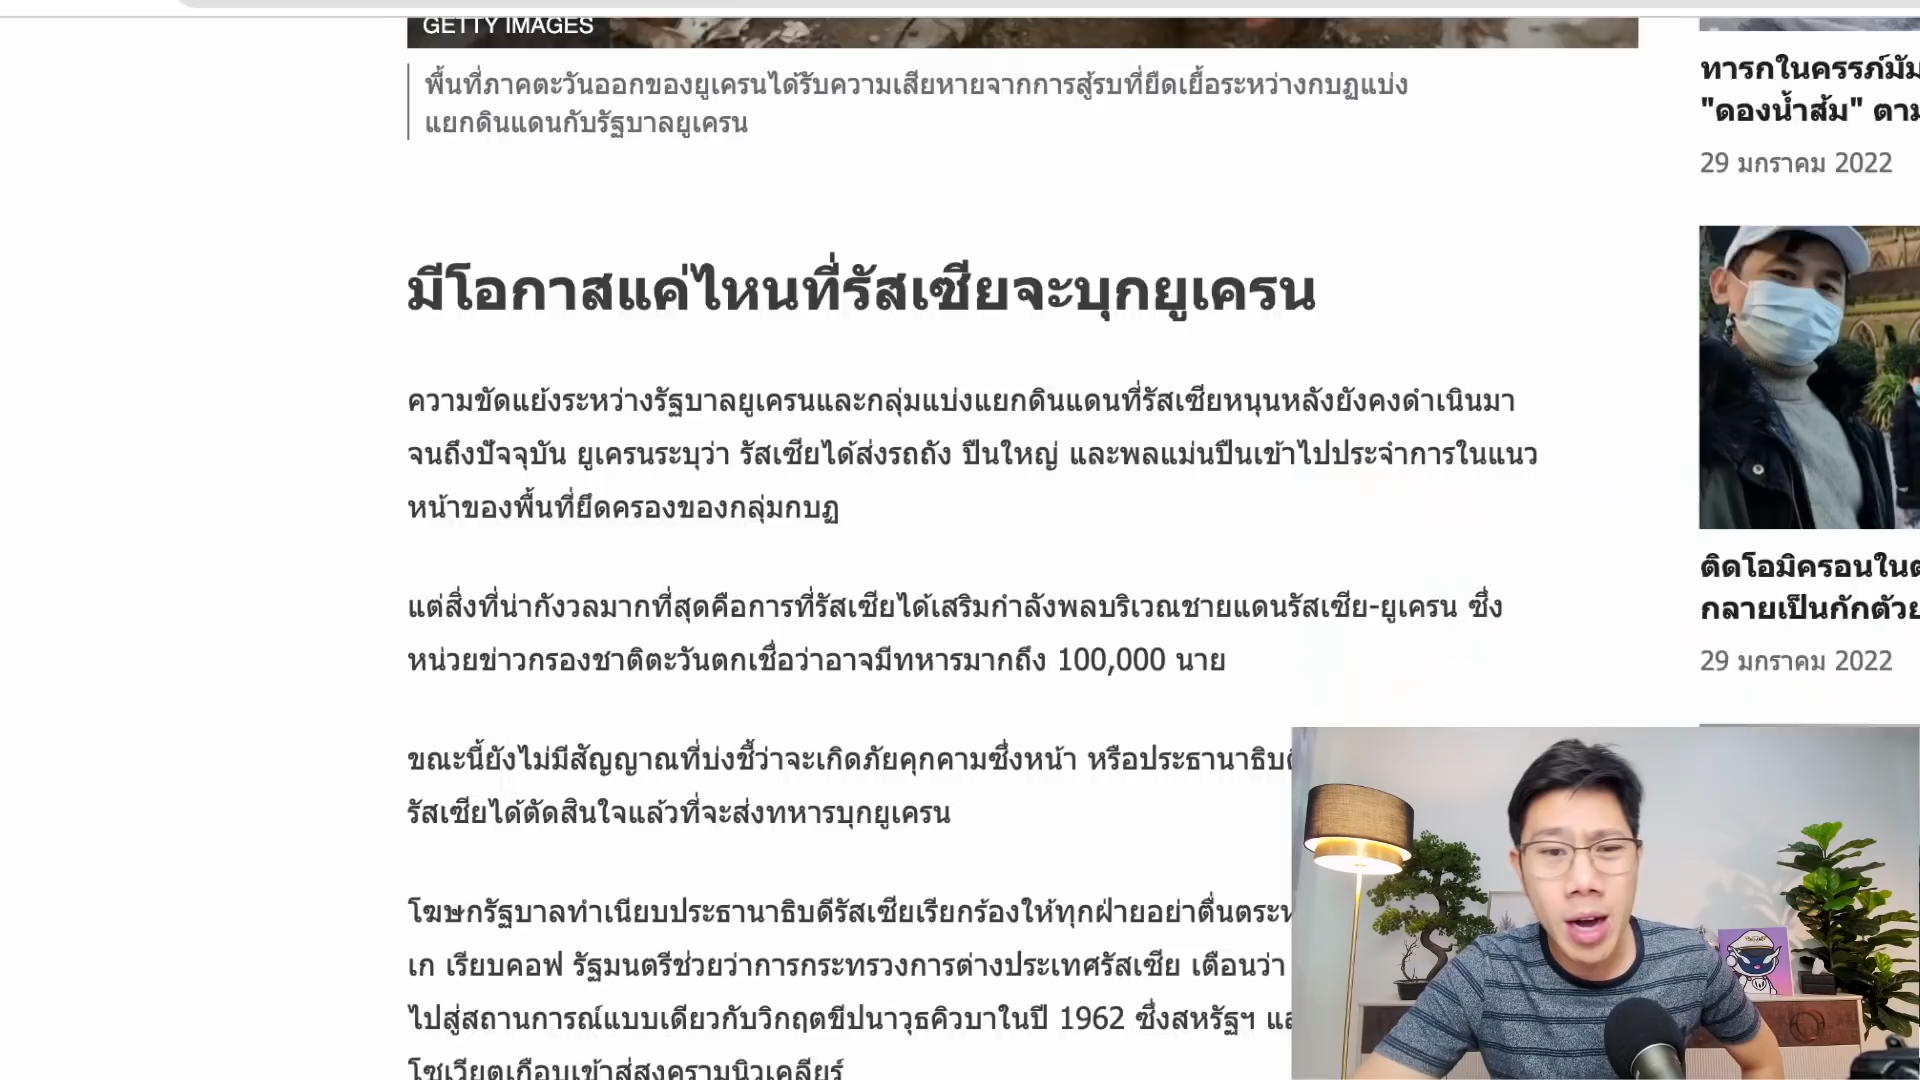 GETTY IMAGES
พื้นที่ภาคตะวันออกของยูเครนได้รับความเสียหายจากการสู้รบที่ยืดเยื้อระหว่างกบฏแบ่ง
แยกดินแดนกับรัฐบาลยูเครน
มีโอกาสแค่ไหนที่รัสเซียจะบุกยูเครน
ความขัดแย้งระหว่างรัฐบาลยูเครนและกลุ่มแบ่งแยกดินแดนที่รัสเซียหนุนหลังยังคงดำเนินมา
จนถึงปัจจุบัน ยูเครนระบุว่า รัสเซียได้ส่งรถถัง ปืนใหญ่ และพลแม่นปืนเข้าไปประจำการในแนว
หน้าของพื้นที่ยึดครองของกลุ่มกบฏ
แต่สิ่งที่น่ากังวลมากที่สุดคือการที่รัสเซียได้เสริมกำลังพลบริเวณชายแดนรัสเซีย-ยูเครน ซึ่ง
หน่วยข่าวกรองชาติตะวันตกเชื่อว่าอาจมีทหารมากถึง 100,000 นาย
ขณะนี้ยังไม่มีสัญญาณที่บ่งชี้ว่าจะเกิดภัยคุกคามซึ่งหน้า หรือประธานาธิบ
รัสเซียได้ตัดสินใจแล้วที่จะส่งทหารบุกยูเครน
โฆษกรัฐบาลทำเนียบประธานาธิบดีรัสเซียเรียกร้องให้ทุกฝ่ายอย่าตื่นตระห
เก เรียบคอฟ รัฐมนตรีช่วยว่าการกระทรวงการต่างประเทศรัสเซีย เตือนว่า
ไปสู่สถานการณ์แบบเดียวกับวิกฤตขีปนาวุธคิวบาในปี 1962 ซึ่งสหรัฐฯ แล
โซเวียตเกือบเข้าสู่สงครามนิวเคลียร์
ทารกในครรภ์มัม
"ดองน้ำส้ม" ตาม
29 มกราคม 2022
ติดโอมิครอนในต
กลายเป็นกักตัวย
29 มกราคม 2022